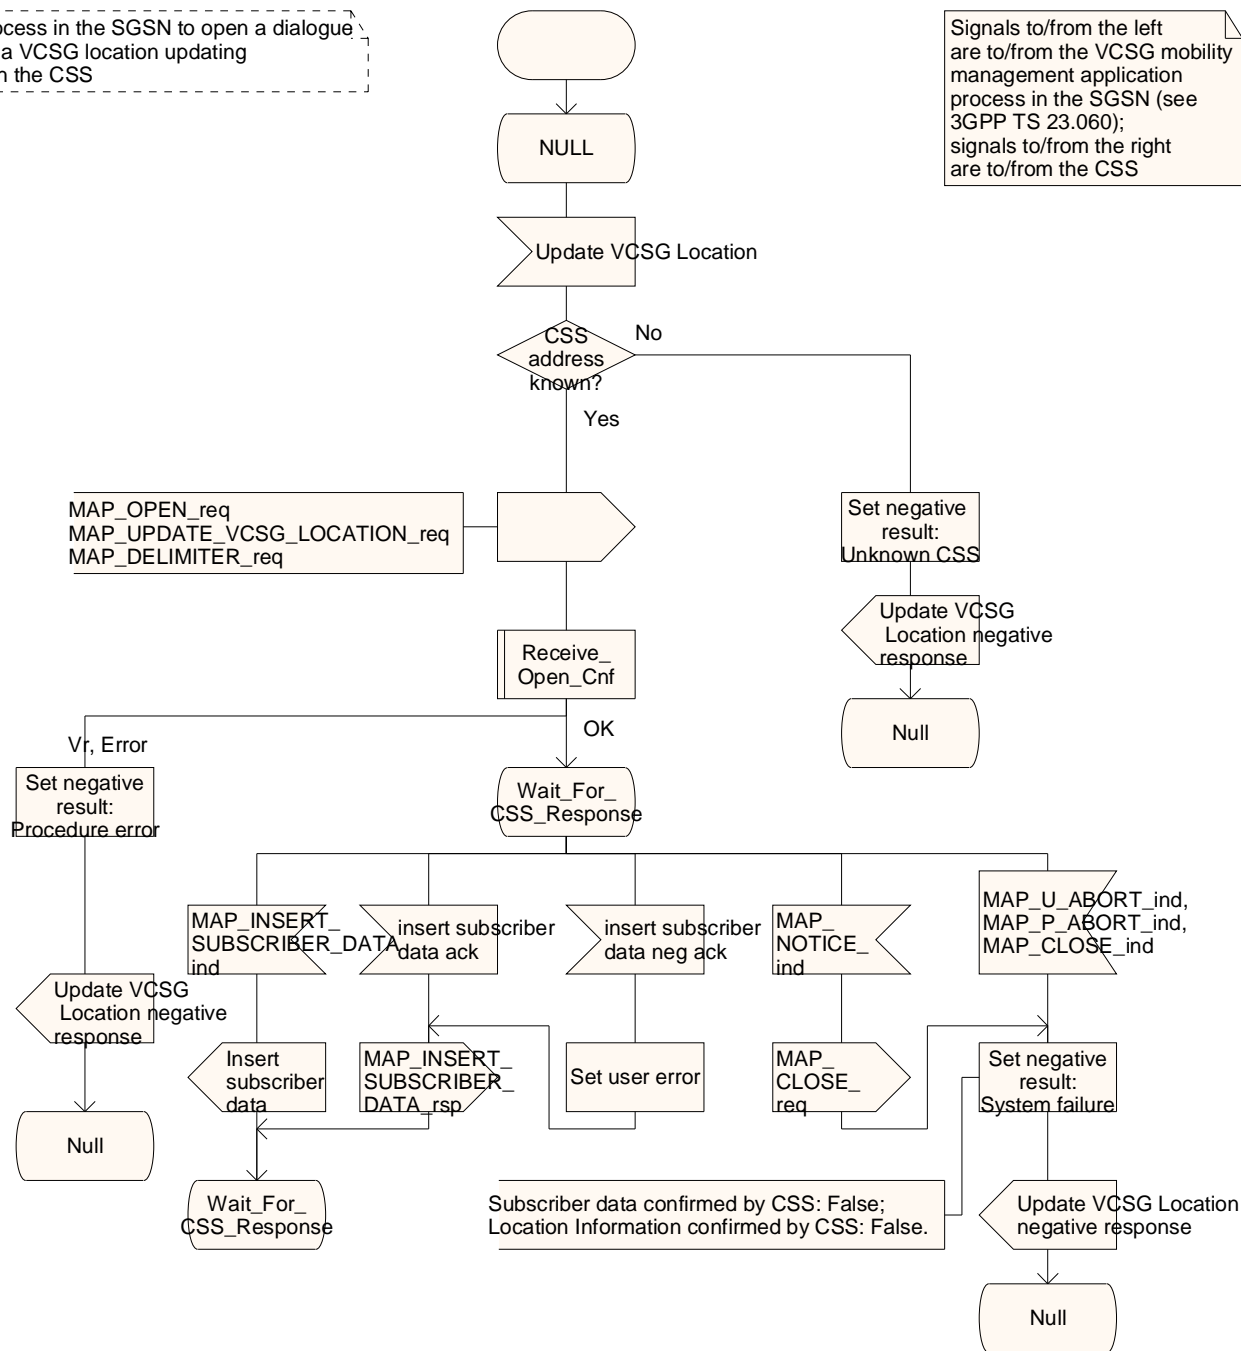 cess in the SGSN to open a dialogue
a VCSG location updating
the CSS
Signals to/from the left
are to/from the VCSG mobility
management application
process in the SGSN (see
3GPP TS 23.060);
signals to/from the right
are to/from the CSS
NULL
Update VCSG Location
CSS
address
known?
No
Yes
MAP_OPEN_req
MAP_UPDATE_VCSG_LOCATION_req
MAP_DELIMITER_req
Set negative
result:
Unknown CSS
Update VCSG
Location negative
response
Null
Receive_
Open_Cnf
OK
Vr, Error
Set negative
result:
Procedure error
Wait_For_
CSS_Response
MAP_INSERT_
SUBSCRIBER_DATA_
ind
insert subscriber
data ack
insert subscriber
data neg ack
MAP_
NOTICE_
ind
MAP_U_ABORT_ind,
MAP_P_ABORT_ind,
MAP_CLOSE_ind
Update VCSG
Location negative
response
Insert
subscriber
data
MAP_INSERT_
SUBSCRIBER_
DATA_rsp
Set user error
MAP_
CLOSE_
req
Set negative
result:
System failure
Null
Wait_For_
CSS_Response
Subscriber data confirmed by CSS: False;
Location Information confirmed by CSS: False.
Update VCSG Location
negative response
Null